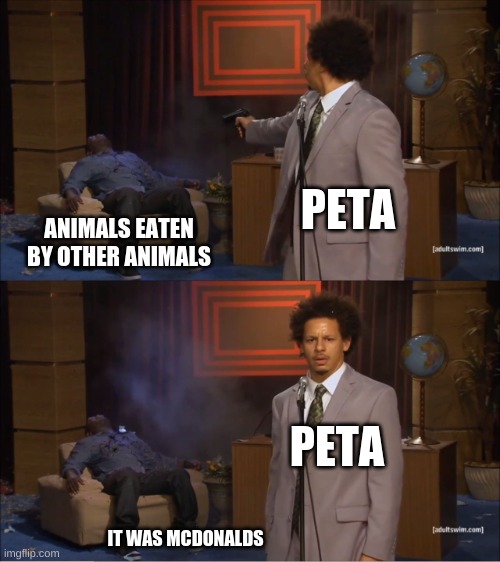 PETA
ANIMALS EATEN
BY OTHER ANIMALS
[adultswim.com]
PETA
IT WAS MCDONALDS
[adultswim.com]
imgflip.com